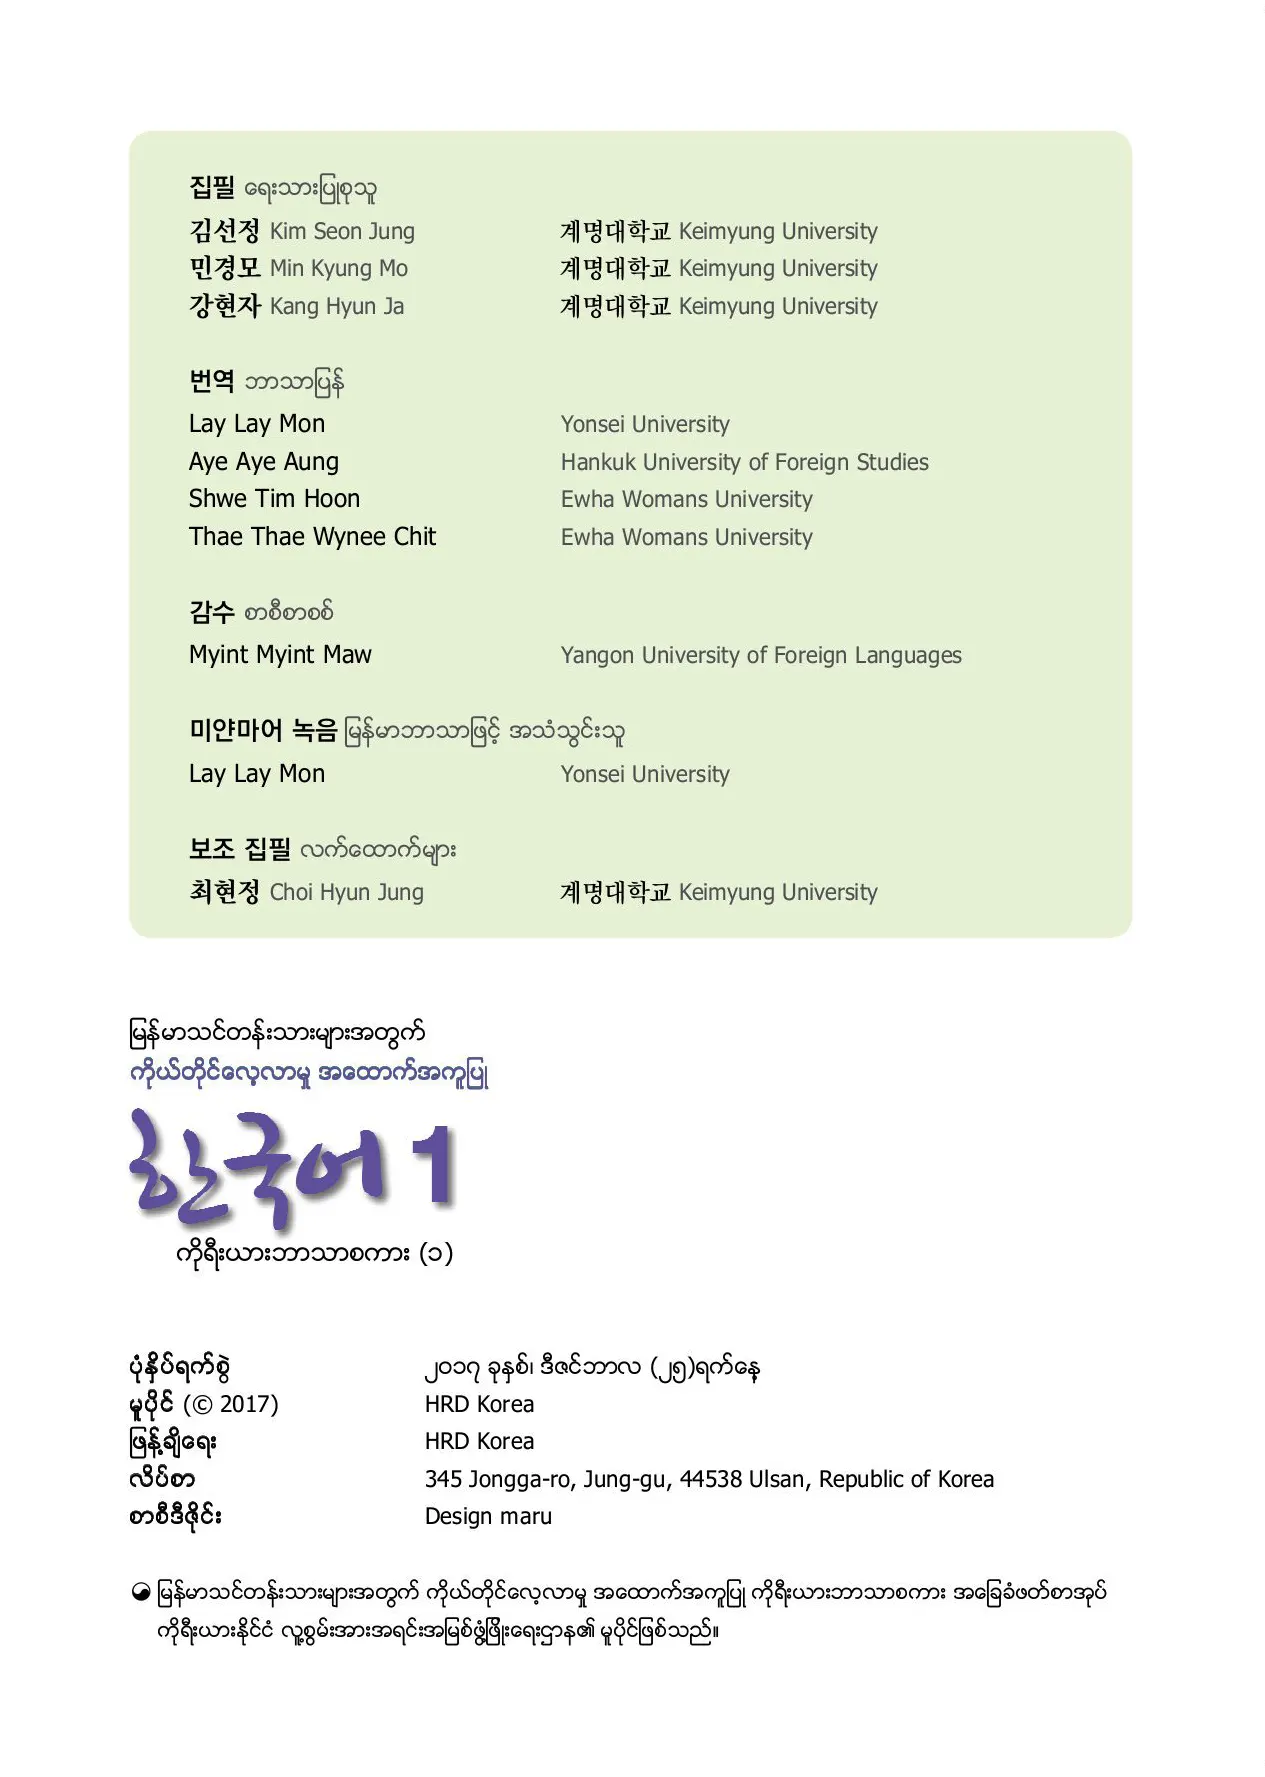 집필 ရေးသားပြုစုသူ
김선정 Kim Seon Jung 계명대학교 Keimyung University
민경모 Min Kyung Mo 계명대학교 Keimyung University
강현자 Kang Hyun Ja 계명대학교 Keimyung University
번역 ဘာသာပြန်
Lay Lay Mon Yonsei University
Aye Aye Aung Hankuk University of Foreign Studies
Shwe Tim Hoon Ewha Womans University
Thae Thae Wynee Chit Ewha Womans University
감수 စာစီစာစစ်
Myint Myint Maw Yangon University of Foreign Languages
미얀마어 녹음 မြန်မာဘာသာဖြင့် အသံသွင်းသူ
Lay Lay Mon Yonsei University
보조 집필 လက်ထောက်များ
최현정 Choi Hyun Jung 계명대학교 Keimyung University
မြန်မာသင်တန်းသားများအတွက်
ကိုယ်တိုင်လေ့လာမှု အထောက်အကူပြု
한국어 1
ကိုရီးယားဘာသာစကား (၁)
ပုံနှိပ်ရက်စွဲ ၂၀၁၇ ခုနှစ်၊ ဒီဇင်ဘာလ (၂၅)ရက်နေ့
မူပိုင် (© 2017) HRD Korea
ဖြန့်ချိရေး HRD Korea
လိပ်စာ 345 Jongga-ro, Jung-gu, 44538 Ulsan, Republic of Korea
စာစီဒီဇိုင်း Design maru
မြန်မာသင်တန်းသားများအတွက် ကိုယ်တိုင်လေ့လာမှု အထောက်အကူပြု ကိုရီးယားဘာသာစကား အခြေခံဖတ်စာအုပ်
ကိုရီးယားနိုင်ငံ လူ့စွမ်းအားအရင်းအမြစ်ဖွံ့ဖြိုးရေးဌာန၏ မူပိုင်ဖြစ်သည်။